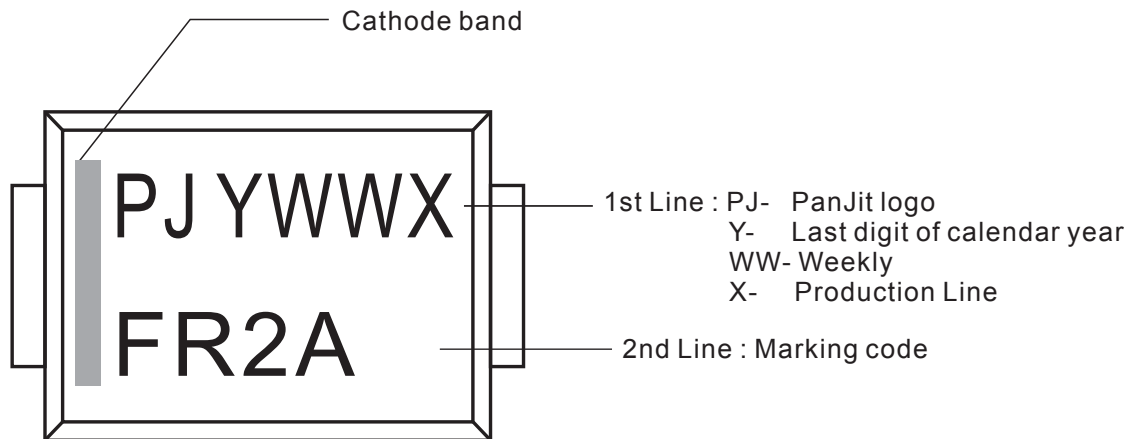 Cathode band
PJ YWWX
1st Line : PJ- PanJit logo
Y- Last digit of calendar year
WW- Weekly
X- Production Line
FR2A
2nd Line : Marking code